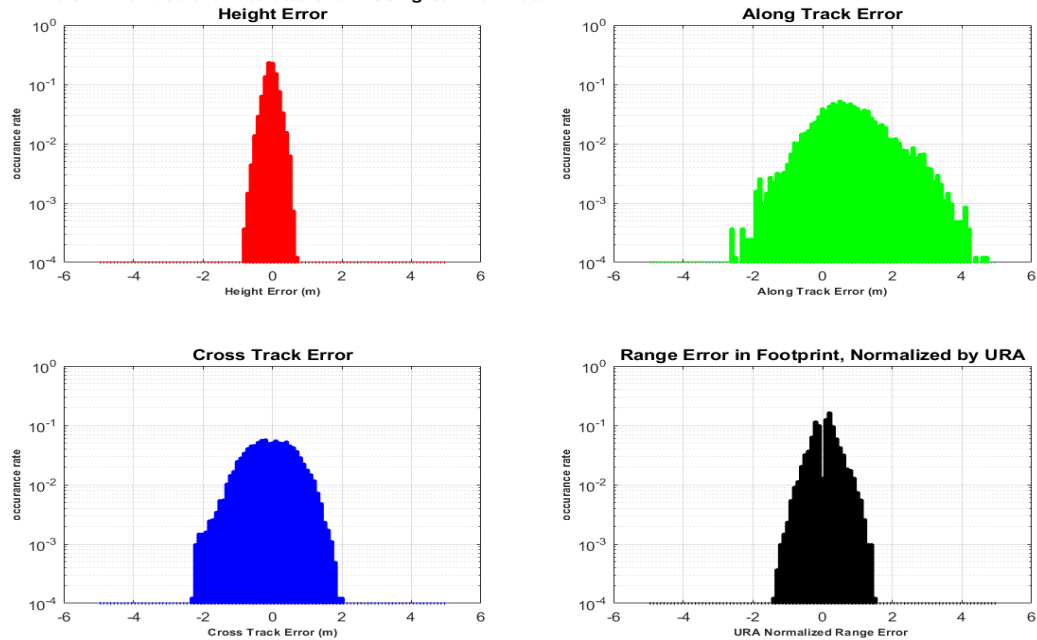 Height Error
10^0
10^-1
10^-2
10^-3
10^-4
occurance rate
-6 -4 -2 0 2 4 6
Height Error (m)
Along Track Error
10^0
10^-1
10^-2
10^-3
10^-4
occurance rate
-6 -4 -2 0 2 4 6
Along Track Error (m)
Cross Track Error
10^0
10^-1
10^-2
10^-3
10^-4
occurance rate
-6 -4 -2 0 2 4 6
Cross Track Error (m)
Range Error in Footprint, Normalized by URA
10^0
10^-1
10^-2
10^-3
10^-4
occurance rate
-6 -4 -2 0 2 4 6
URA Normalized Range Error